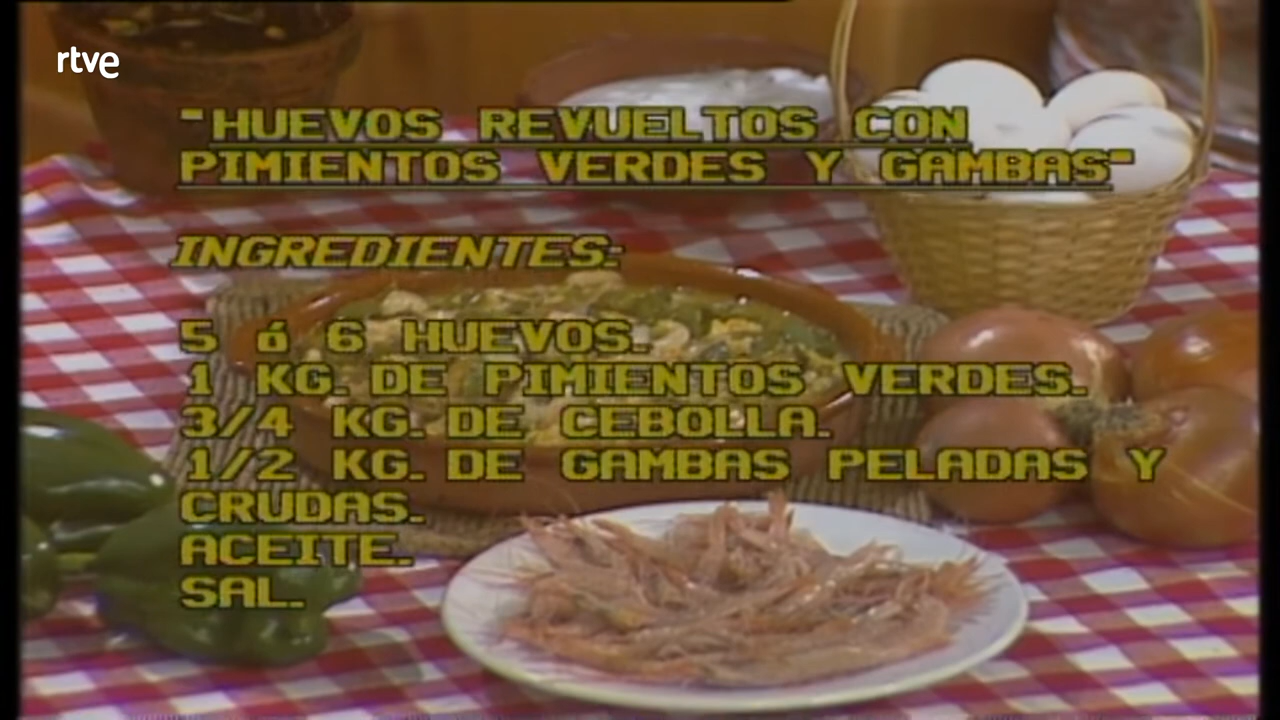 rtve
"HUEVOS REVUELTOS CON
PIMIENTOS VERDES Y GAMBAS"
INGREDIENTES:
5 ó 6 HUEVOS.
1 KG. DE PIMIENTOS VERDES.
3/4 KG. DE CEBOLLA.
1/2 KG. DE GAMBAS PELADAS Y
CRUDAS.
ACEITE.
SAL.